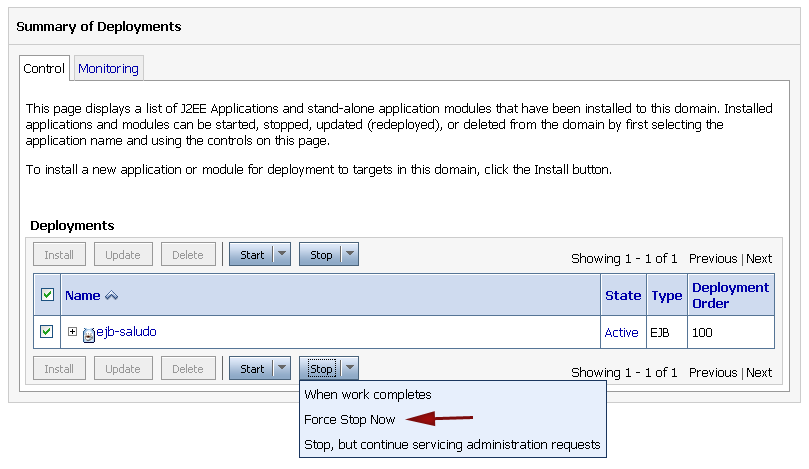 Summary of Deployments
Control Monitoring
This page displays a list of J2EE Applications and stand-alone application modules that have been installed to this domain. Installed
applications and modules can be started, stopped, updated (redeployed), or deleted from the domain by first selecting the
application name and using the controls on this page.
To install a new application or module for deployment to targets in this domain, click the Install button.
Deployments
Install Update Delete Start Stop Showing 1 - 1 of 1 Previous | Next
Name State Type Deployment
Order
ejb-saludo Active EJB 100
Install Update Delete Start Stop Showing 1 - 1 of 1 Previous | Next
When work completes
Force Stop Now
Stop, but continue servicing administration requests